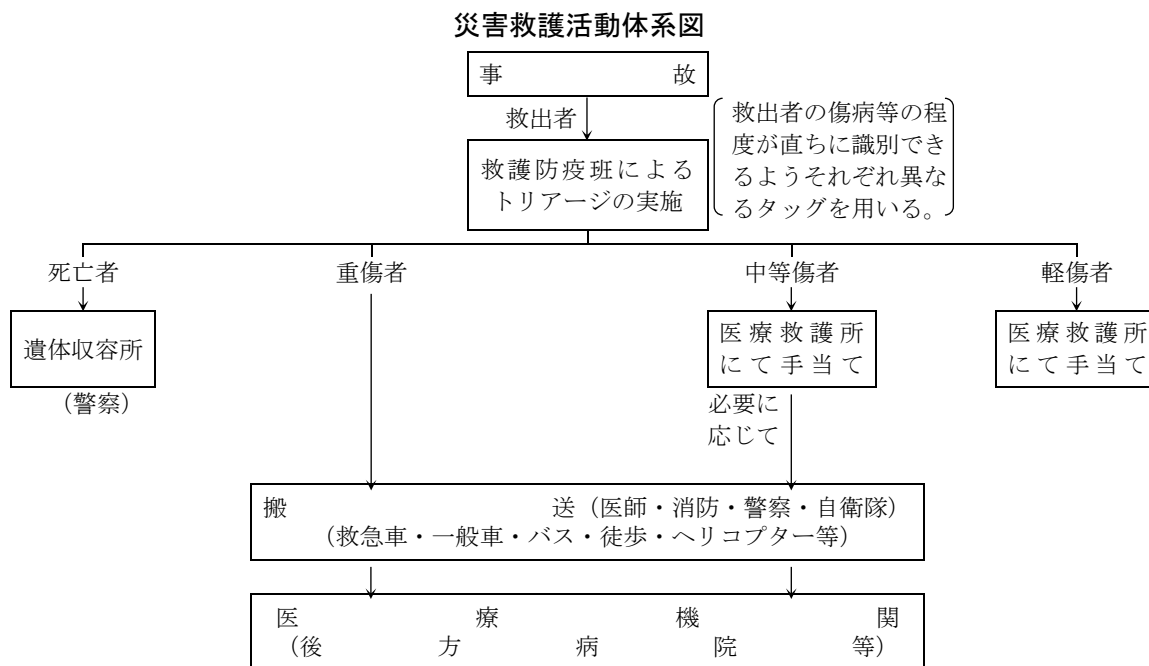 災害救護活動体系図
事故
救出者
救護防疫班による
トリアージの実施
救出者の傷病等の程
度が直ちに識別でき
るようそれぞれ異な
るタッグを用いる。
死亡者
重傷者
中等傷者
軽傷者
遺体収容所
(警察)
医療救護所
にて手当て
医療救護所
にて手当て
必要に
応じて
搬送(医師・消防・警察・自衛隊)
(救急車・一般車・バス・徒歩・ヘリコプター等)
医療機関
(後方病院等)